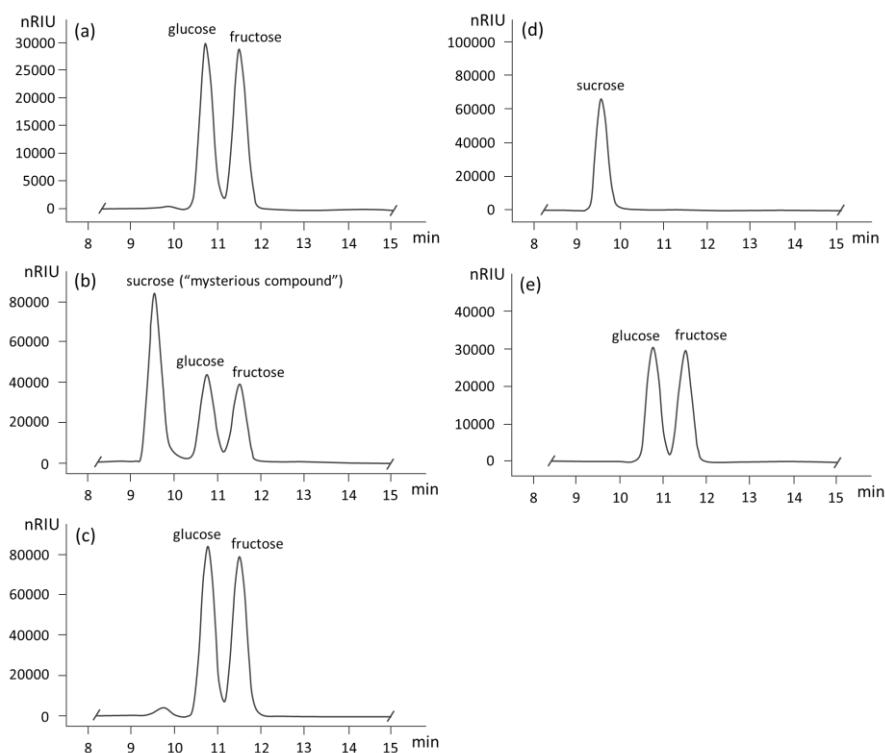 nRIU
(a)
glucose
fructose
30000
25000
20000
15000
10000
5000
0
8 9 10 11 12 13 14 15 min
nRIU
(b)
sucrose (“mysterious compound”)
glucose
fructose
80000
60000
40000
20000
0
8 9 10 11 12 13 14 15 min
nRIU
(c)
glucose
fructose
80000
60000
40000
20000
0
8 9 10 11 12 13 14 15 min
nRIU
(d)
sucrose
100000
80000
60000
40000
20000
0
8 9 10 11 12 13 14 15 min
nRIU
(e)
glucose
fructose
40000
30000
20000
10000
0
8 9 10 11 12 13 14 15 min